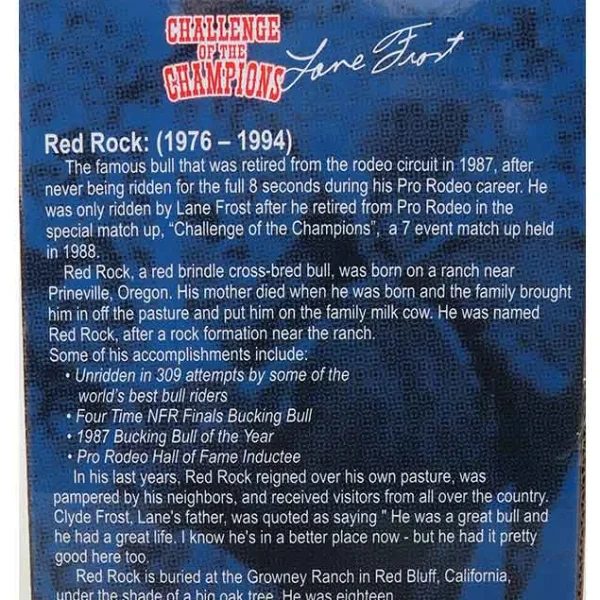 CHALLENGE
OF THE
CHAMPIONS
Lane Frost
Red Rock: (1976 – 1994)
The famous bull that was retired from the rodeo circuit in 1987, after
never being ridden for the full 8 seconds during his Pro Rodeo career. He
was only ridden by Lane Frost after he retired from Pro Rodeo in the
special match up, “Challenge of the Champions”, a 7 event match up held
in 1988.
Red Rock, a red brindle cross-bred bull, was born on a ranch near
Prineville, Oregon. His mother died when he was born and the family brought
him in off the pasture and put him on the family milk cow. He was named
Red Rock, after a rock formation near the ranch.
Some of his accomplishments include:
• Unridden in 309 attempts by some of the
world's best bull riders
• Four Time NFR Finals Bucking Bull
• 1987 Bucking Bull of the Year
• Pro Rodeo Hall of Fame Inductee
In his last years, Red Rock reigned over his own pasture, was
pampered by his neighbors, and received visitors from all over the country.
Clyde Frost, Lane's father, was quoted as saying " He was a great bull and
he had a great life. I know he's in a better place now - but he had it pretty
good here too.
Red Rock is buried at the Growney Ranch in Red Bluff, California,
under the shade of a big oak tree. He was eighteen.